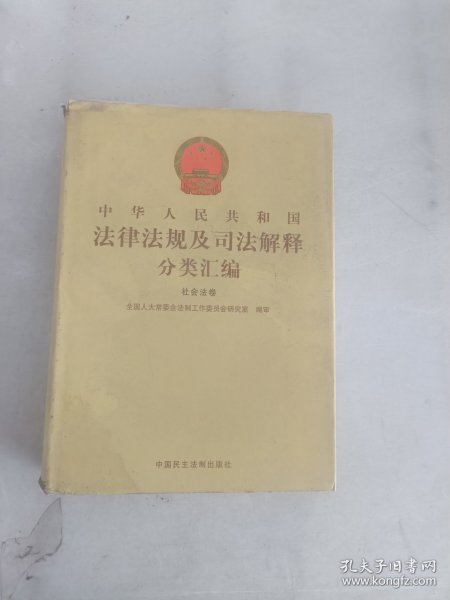 中华人民共和国
法律法规及司法解释
分类汇编
社会法卷
全国人大常委会法制工作委员会研究室 编审
中国民主法制出版社
孔夫子旧书网
www.kongfz.com